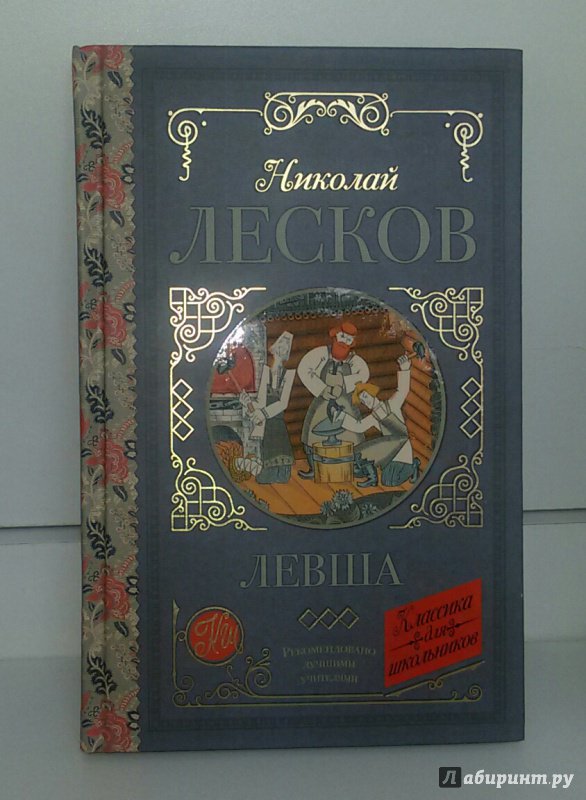 Николай
ЛЕСКОВ
ЛЕВША
Рекомендовано
лучшими
учителями
Классика
для
школьников
Лабиринт.ру